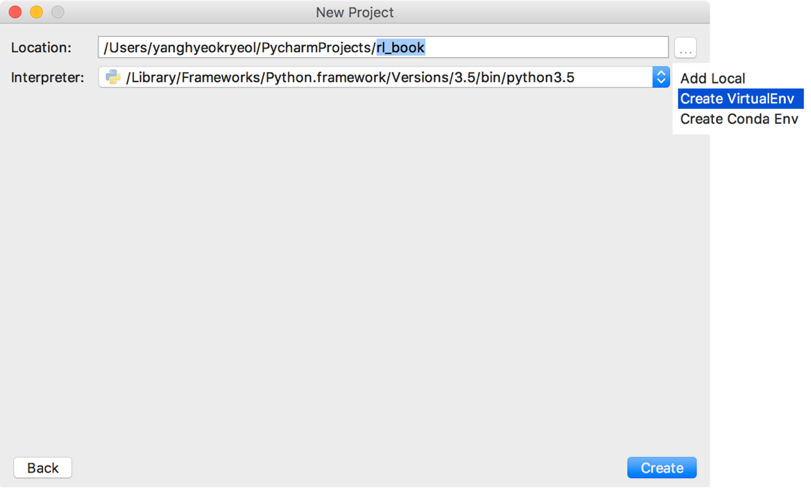 New Project
Location: /Users/yanghyeokryeol/PycharmProjects/rl_book ...
Interpreter: /Library/Frameworks/Python.framework/Versions/3.5/bin/python3.5
Add Local
Create VirtualEnv
Create Conda Env
Back Create